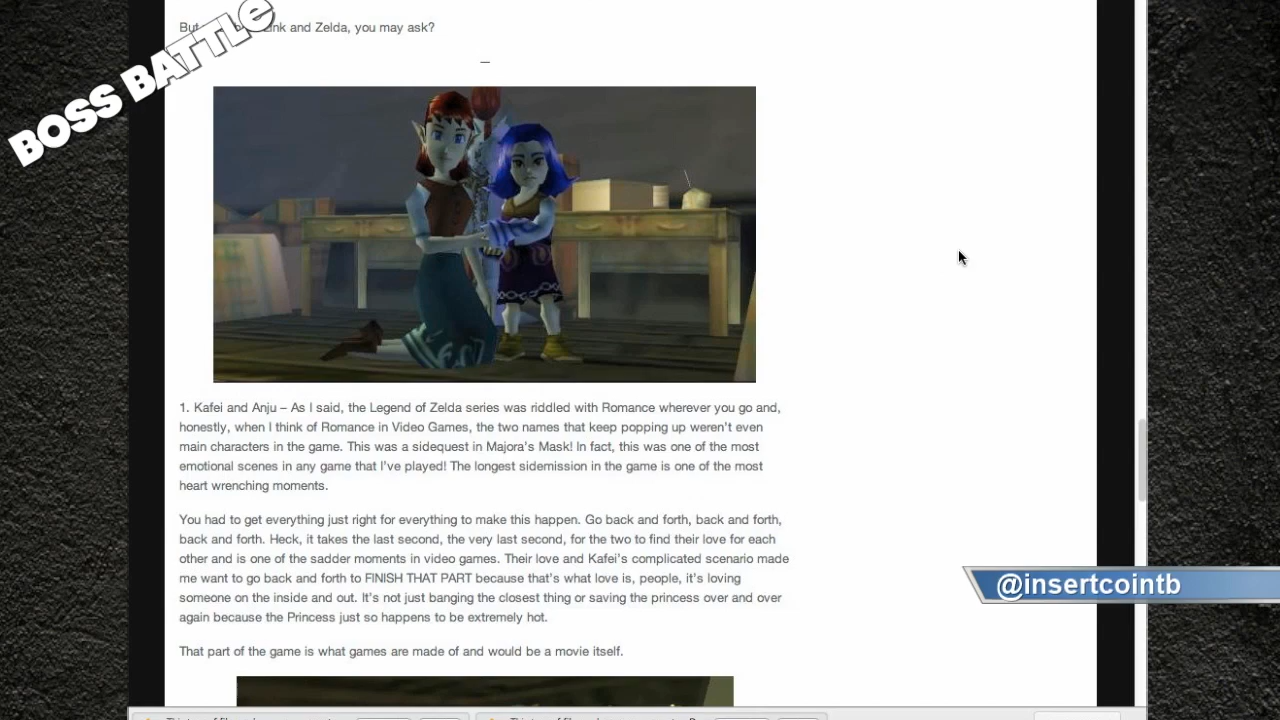 But ink and Zelda, you may ask?
BOSS BATTLE
–
1. Kafei and Anju – As I said, the Legend of Zelda series was riddled with Romance wherever you go and,
honestly, when I think of Romance in Video Games, the two names that keep popping up weren't even
main characters in the game. This was a sidequest in Majora's Mask! In fact, this was one of the most
emotional scenes in any game that I've played! The longest sidemission in the game is one of the most
heart wrenching moments.
You had to get everything just right for everything to make this happen. Go back and forth, back and forth,
back and forth. Heck, it takes the last second, the very last second, for the two to find their love for each
other and is one of the sadder moments in video games. Their love and Kafei's complicated scenario made
me want to go back and forth to FINISH THAT PART because that's what love is, people, it's loving
someone on the inside and out. It's not just banging the closest thing or saving the princess over and over
again because the Princess just so happens to be extremely hot.
@insertcointb
That part of the game is what games are made of and would be a movie itself.